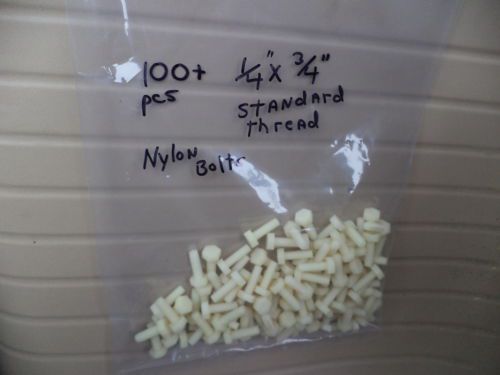 100+ 1/4" x 3/4"
pcs standard
thread
Nylon
Bolts